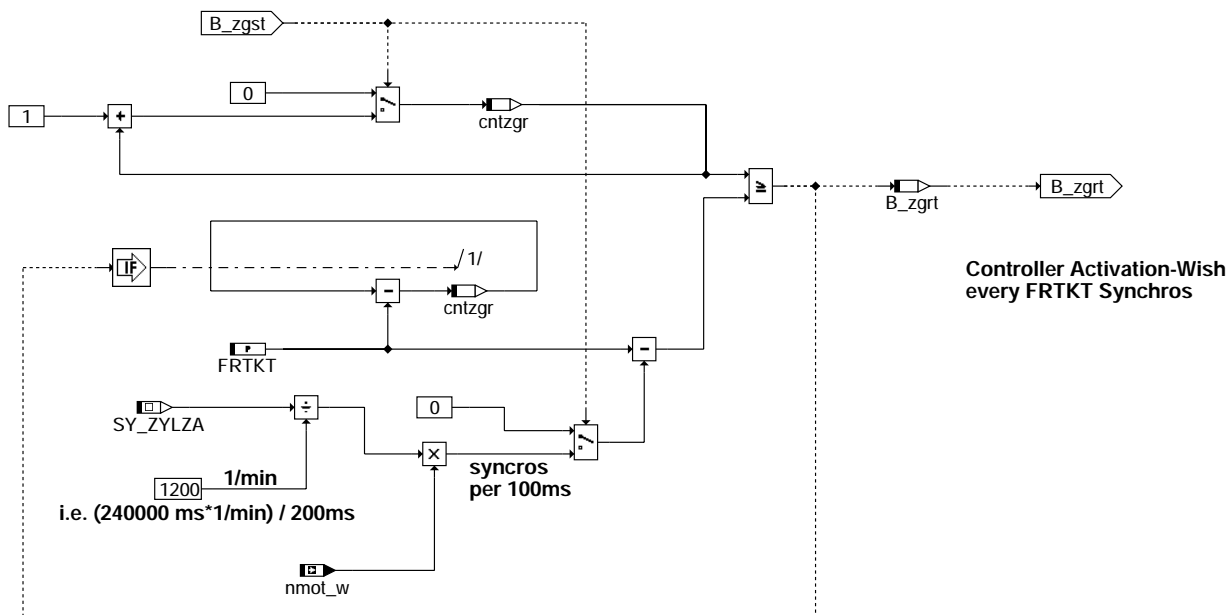 B_zgst
0
1
+
cntzgr
≥
B_zgrt
B_zgrt
IF
/1/
-
cntzgr
Controller Activation-Wish
every FRTKT Synchros
P
FRTKT
-
SY_ZYLZA
÷
0
X
syncros
per 100ms
1200
1/min
i.e. (240000 ms*1/min) / 200ms
nmot_w